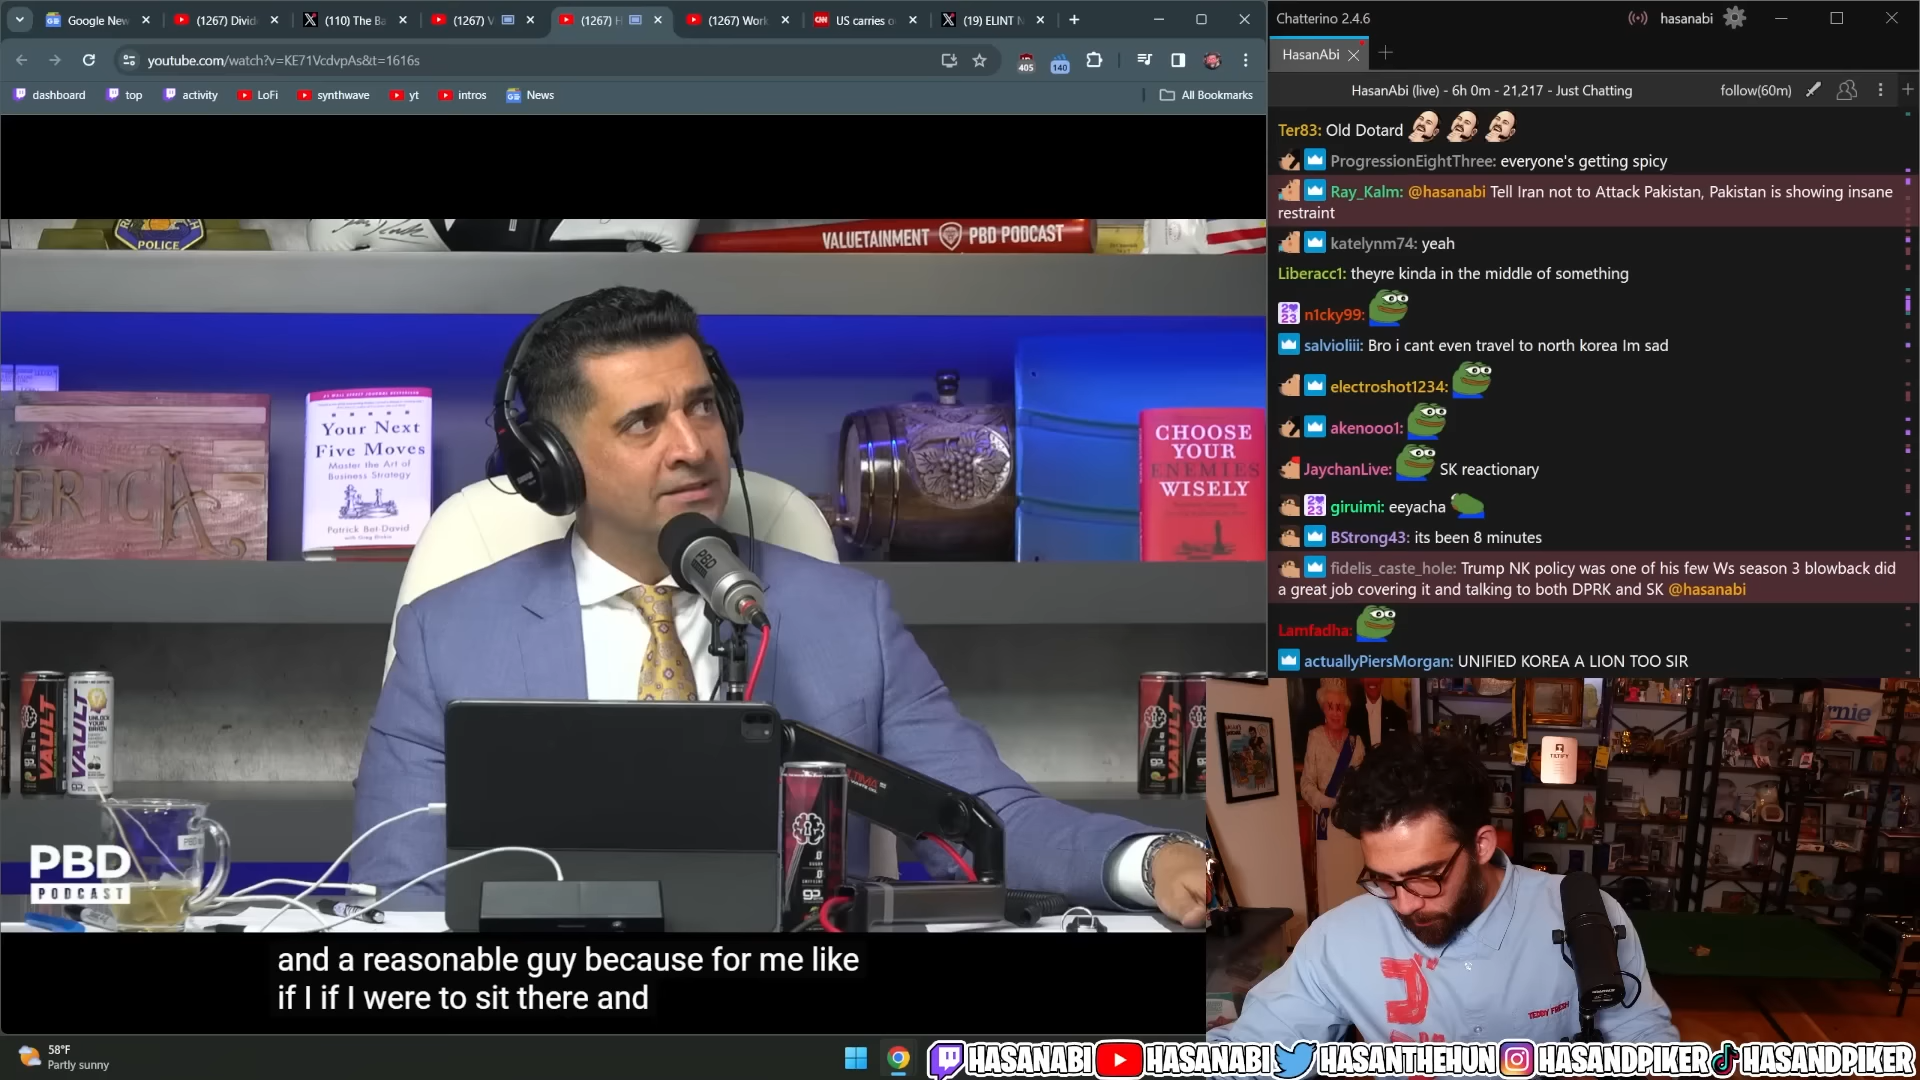 Google New
(1267) Divid
(110) The Ba
(1267) V
(1267) H
(1267) Work
US carries o
(19) ELINT N
youtube.com/watch?v=KE71VcdvpAs&t=1616s
405
140
dashboard
top
activity
LoFi
synthwave
yt
intros
News
All Bookmarks
POLICE
VALUETAINMENT PBD PODCAST
ERICA
Your Next
Five Moves
Master the Art of
Business Strategy
Patrick Bet-David
CHOOSE
YOUR
ENEMIES
WISELY
PBD
VAULT
VAULT
PBD
PODCAST
and a reasonable guy because for me like
if I if I were to sit there and
58°F
Partly sunny
Chatterino 2.4.6
hasanabi
HasanAbi
HasanAbi (live) - 6h 0m - 21,217 - Just Chatting
follow(60m)
Ter83: Old Dotard
ProgressionEightThree: everyone's getting spicy
Ray_Kalm: @hasanabi Tell Iran not to Attack Pakistan, Pakistan is showing insane
restraint
katelynm74: yeah
Liberacc1: theyre kinda in the middle of something
n1cky99:
salvioliii: Bro i cant even travel to north korea Im sad
electroshot1234:
akenooo1:
JaychanLive: SK reactionary
giruimi: eeyacha
BStrong43: its been 8 minutes
fidelis_caste_hole: Trump NK policy was one of his few Ws season 3 blowback did
a great job covering it and talking to both DPRK and SK @hasanabi
Lamfadha:
actuallyPiersMorgan: UNIFIED KOREA A LION TOO SIR
rnie
TEDDY FRESH
HASANABI
HASANABI
HASANTHEHUN
HASANDPIKER
HASANDPIKER